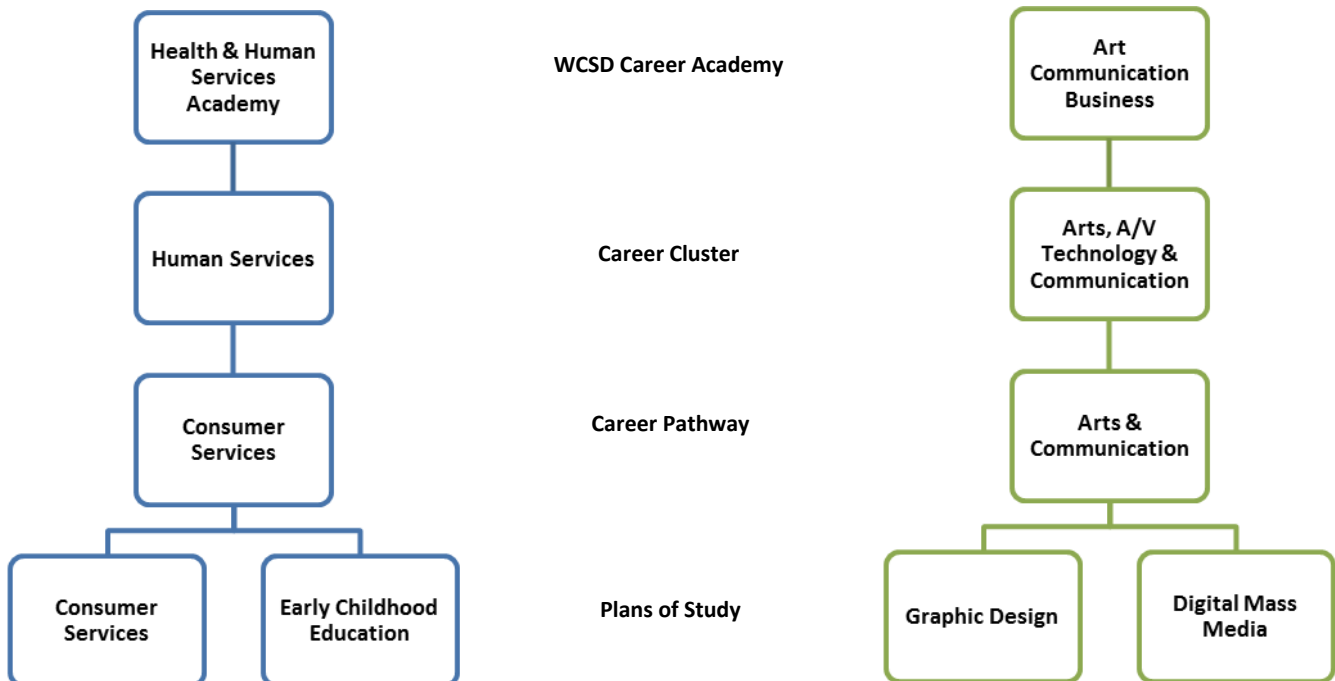 Health & Human
Services
Academy
WCSD Career Academy
Art
Communication
Business
Human Services
Career Cluster
Arts, A/V
Technology &
Communication
Consumer
Services
Career Pathway
Arts &
Communication
Consumer
Services
Early Childhood
Education
Plans of Study
Graphic Design
Digital Mass
Media